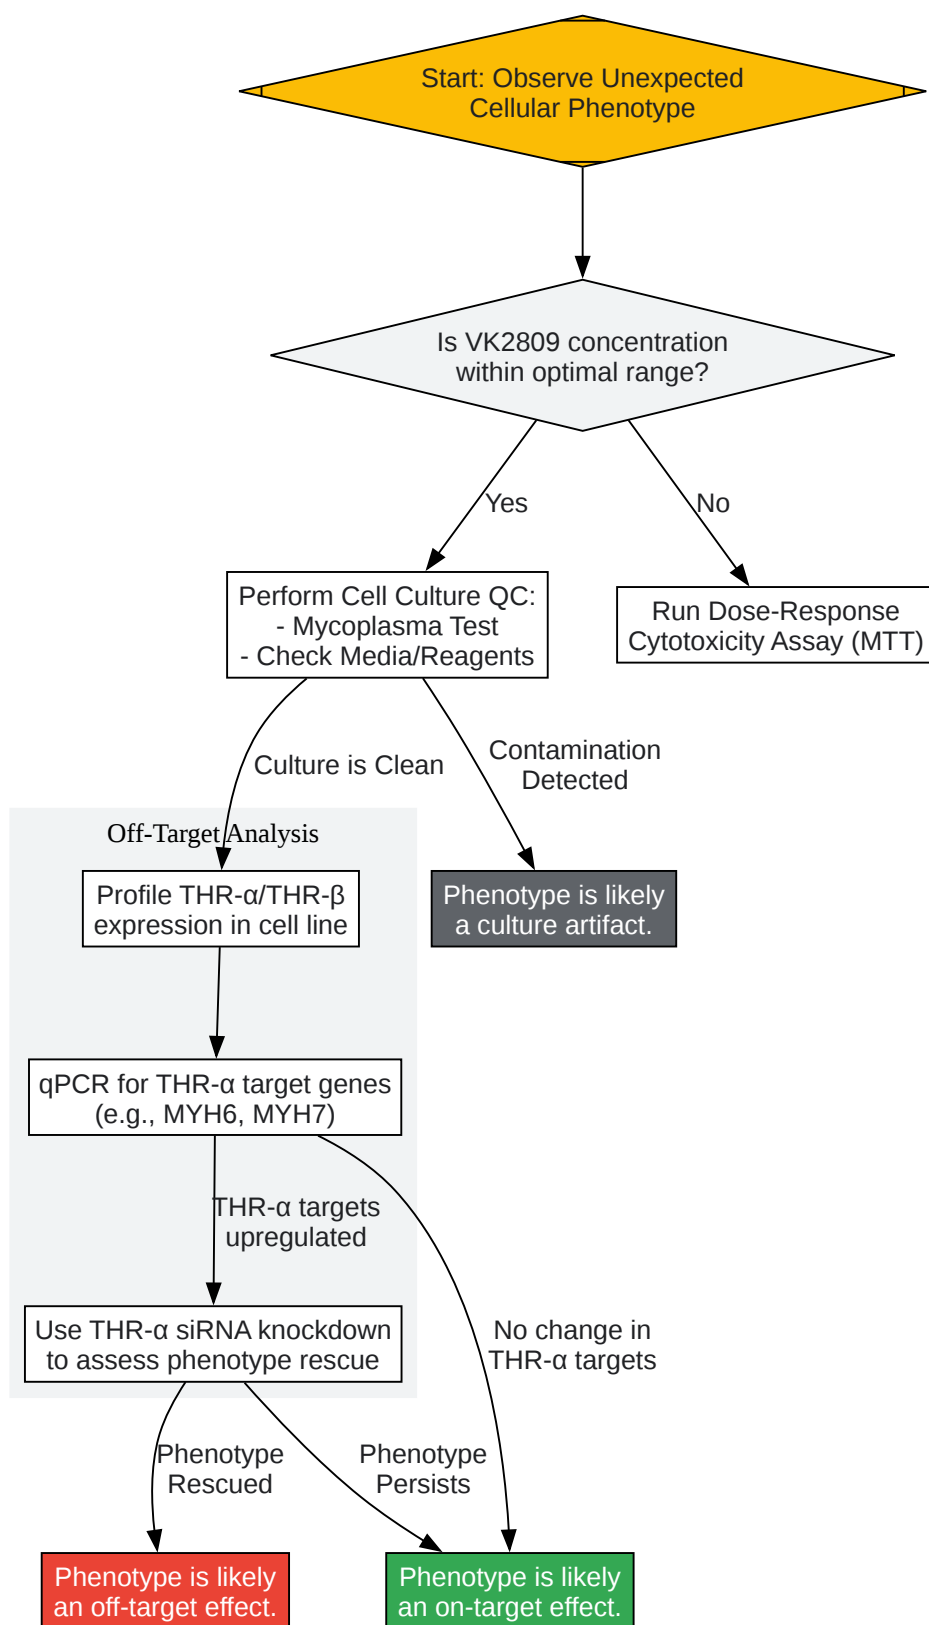 Start: Observe Unexpected
Cellular Phenotype
Is VK2809 concentration
within optimal range?
Yes
No
Perform Cell Culture QC:
- Mycoplasma Test
- Check Media/Reagents
Run Dose-Response
Cytotoxicity Assay (MTT)
Culture is Clean
Contamination
Detected
Off-Target Analysis
Profile THR-α/THR-β
expression in cell line
Phenotype is likely
a culture artifact.
qPCR for THR-α target genes
(e.g., MYH6, MYH7)
THR-α targets
upregulated
Use THR-α siRNA knockdown
to assess phenotype rescue
No change in
THR-α targets
Phenotype
Rescued
Phenotype
Persists
Phenotype is likely
an off-target effect.
Phenotype is likely
an on-target effect.